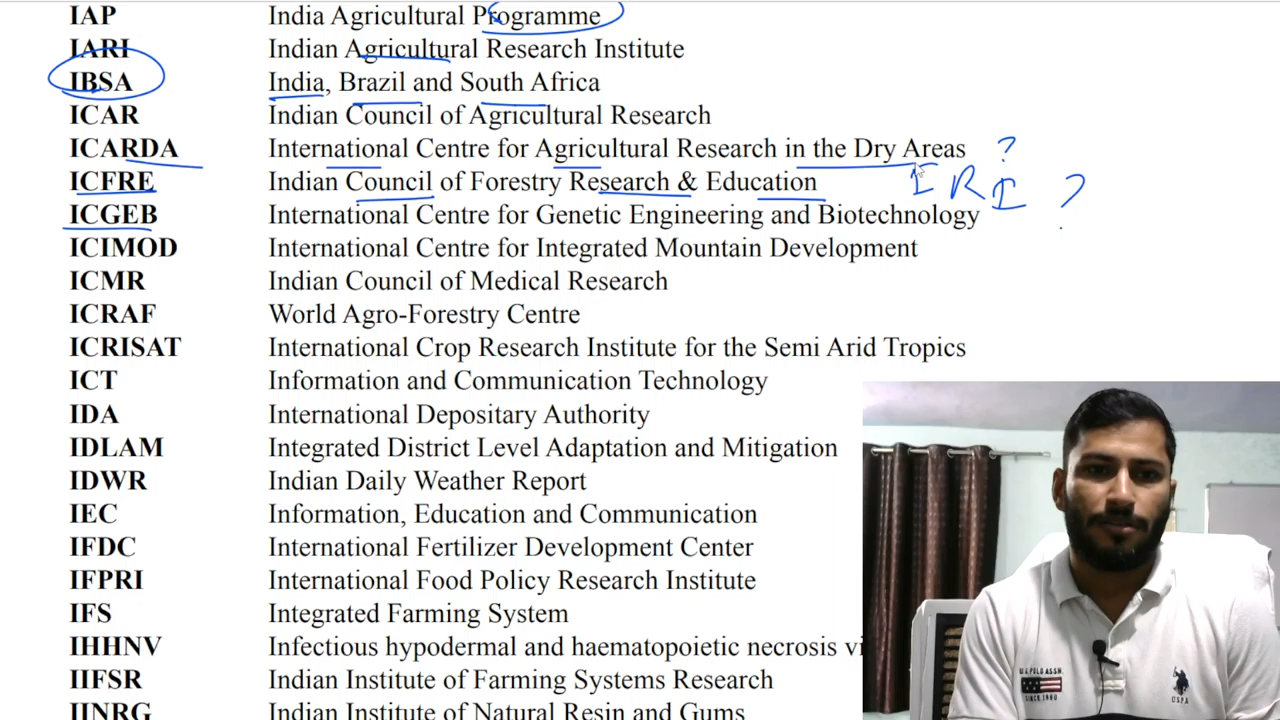 IAP India Agricultural Programme
IARI Indian Agricultural Research Institute
IBSA India, Brazil and South Africa
ICAR Indian Council of Agricultural Research
ICARDA International Centre for Agricultural Research in the Dry Areas ?
ICFRE Indian Council of Forestry Research & Education IRI ?
ICGEB International Centre for Genetic Engineering and Biotechnology
ICIMOD International Centre for Integrated Mountain Development
ICMR Indian Council of Medical Research
ICRAF World Agro-Forestry Centre
ICRISAT International Crop Research Institute for the Semi Arid Tropics
ICT Information and Communication Technology
IDA International Depositary Authority
IDLAM Integrated District Level Adaptation and Mitigation
IDWR Indian Daily Weather Report
IEC Information, Education and Communication
IFDC International Fertilizer Development Center
IFPRI International Food Policy Research Institute
IFS Integrated Farming System
IHHNV Infectious hypodermal and haematopoietic necrosis vi
IIFSR Indian Institute of Farming Systems Research
IINRG Indian Institute of Natural Resin and Gums
U.S. POLO ASSN.
SINCE 1890
USPA